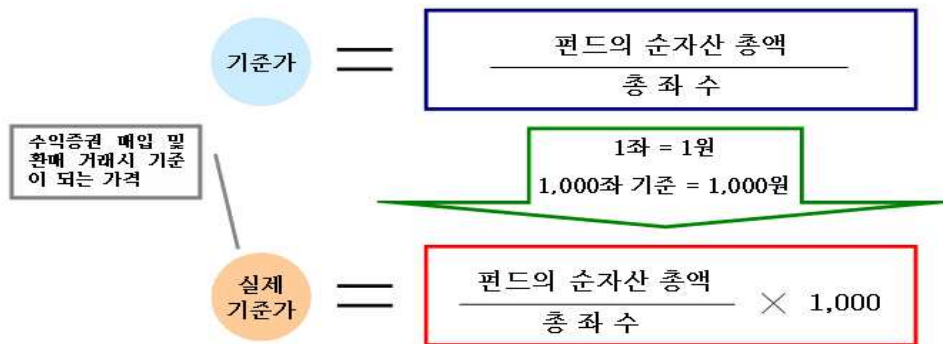 기준가
펀드의 순자산 총액
총 좌 수
수익증권 매입 및
환매 거래시 기준
이 되는 가격
1좌 = 1원
1,000좌 기준 = 1,000원
실제
기준가
펀드의 순자산 총액
총 좌 수
× 1,000